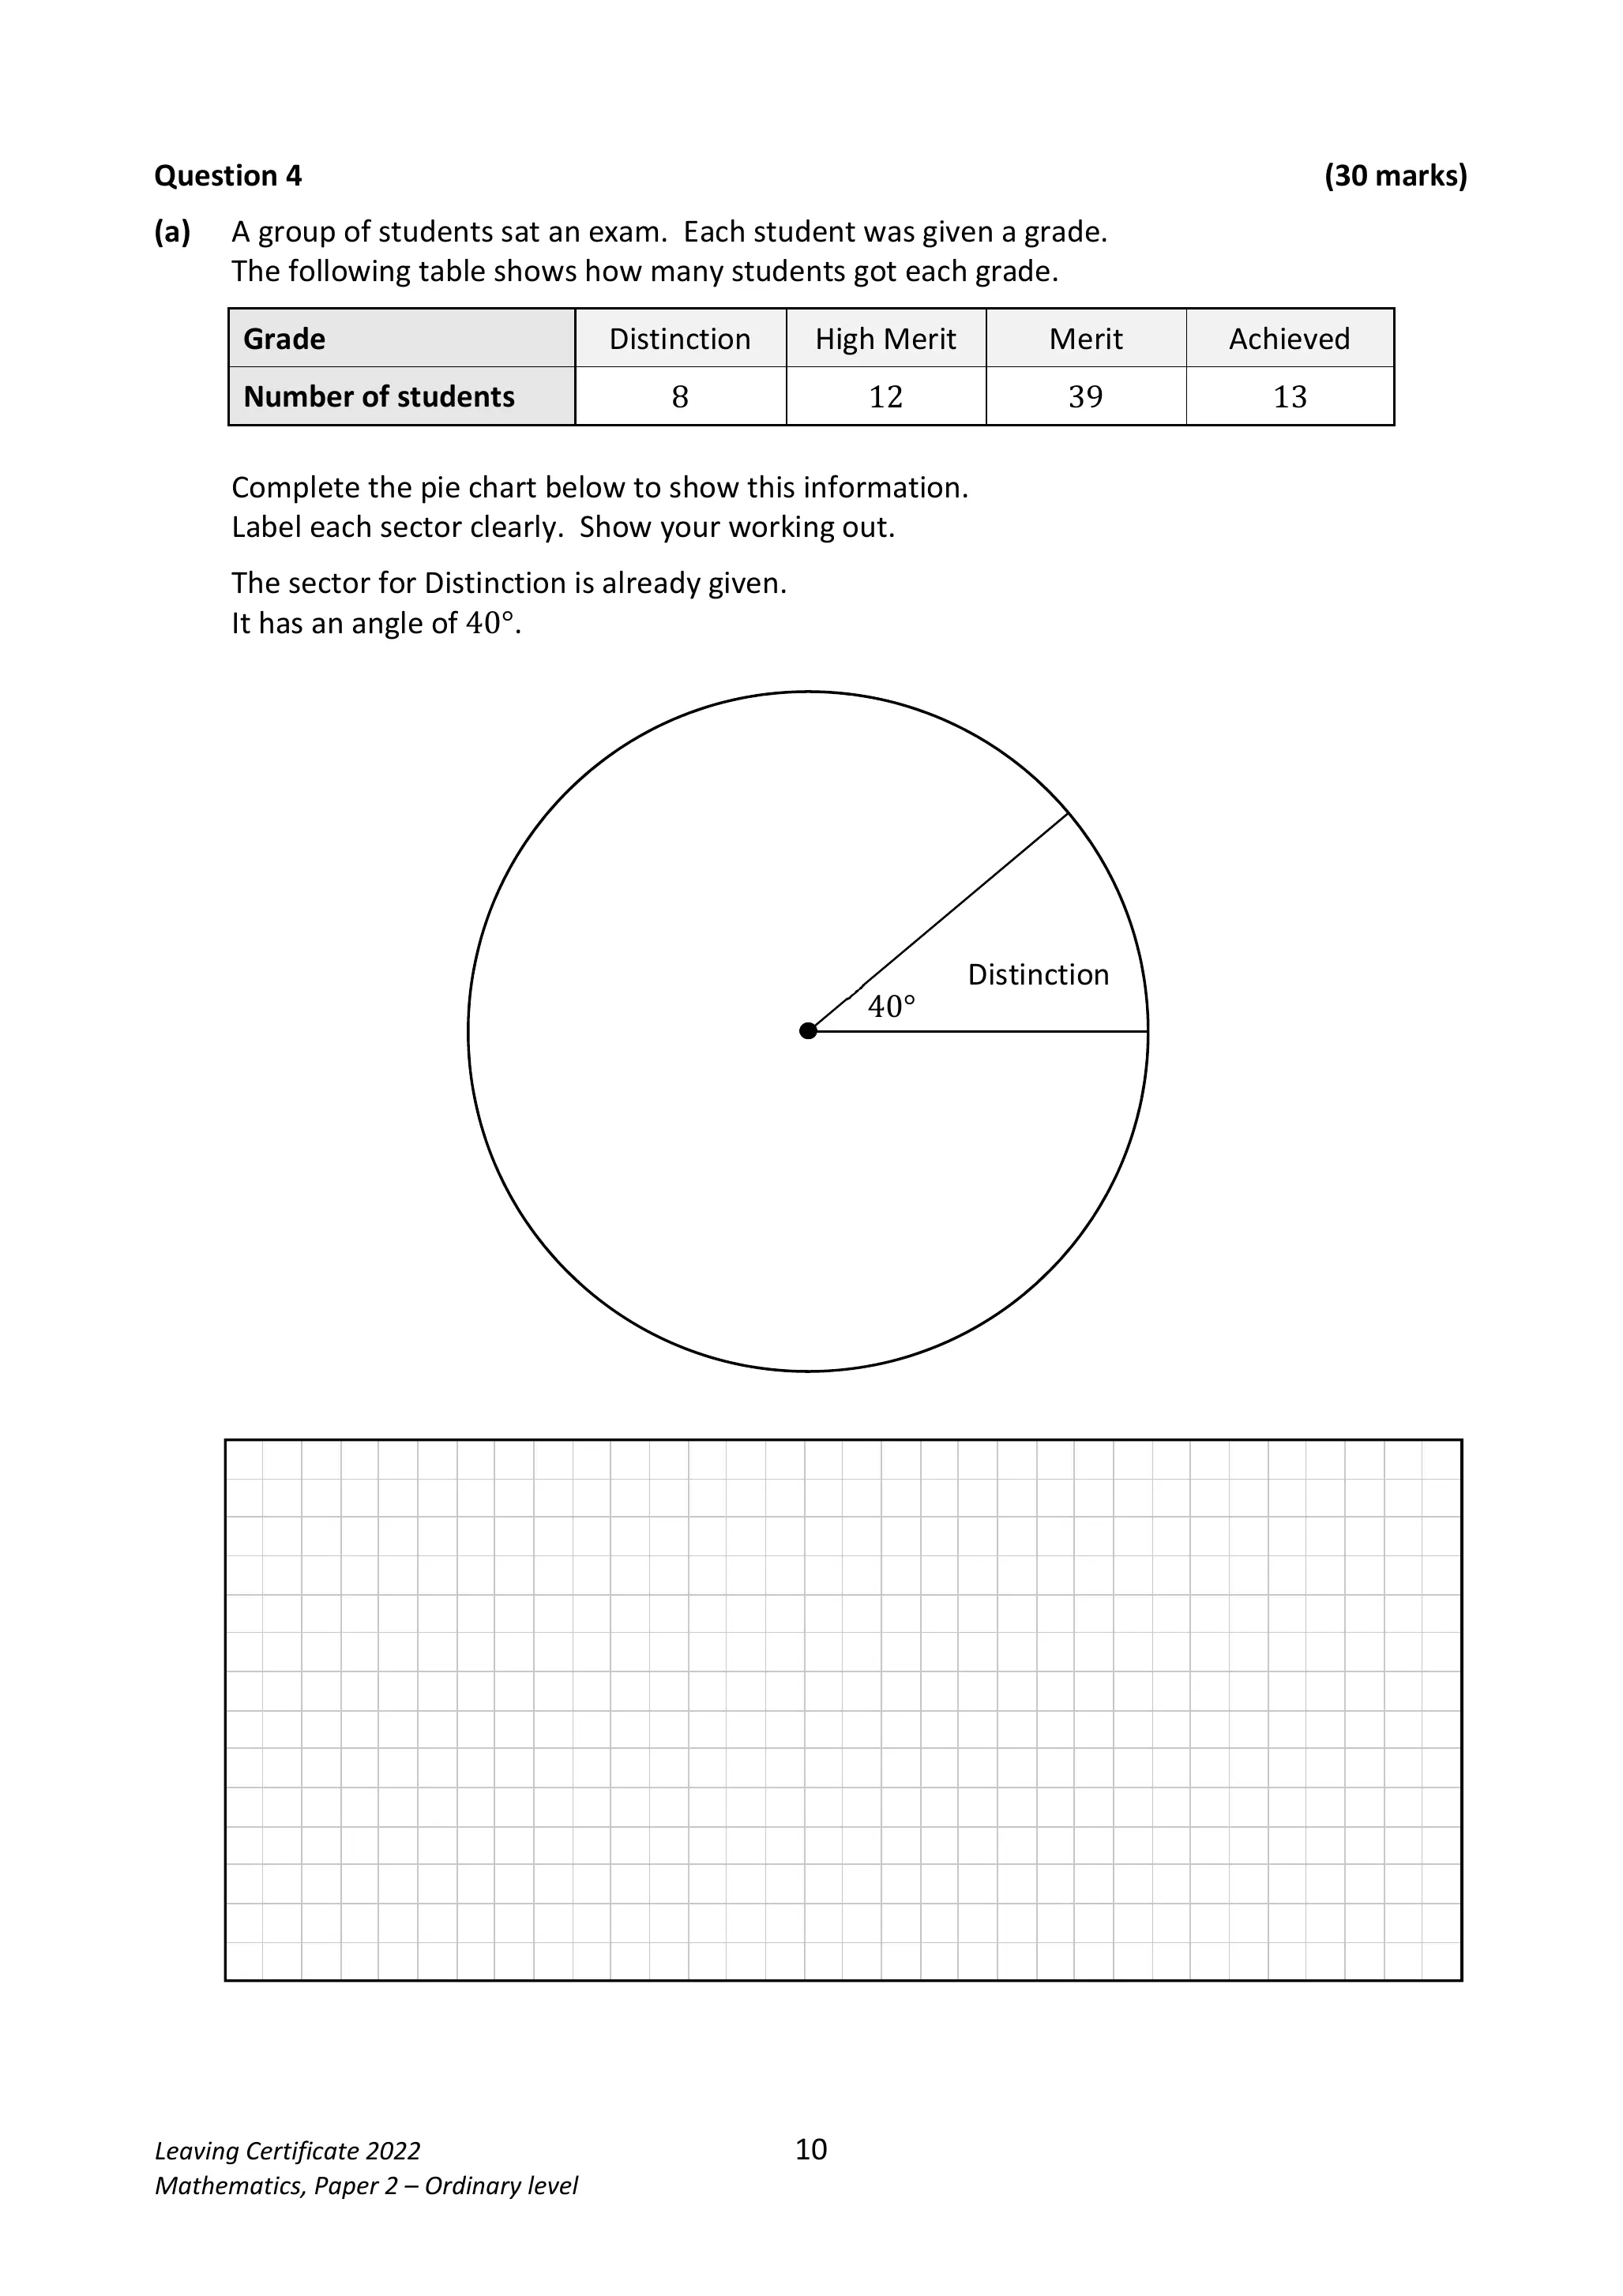 Question 4 (30 marks)
(a) A group of students sat an exam. Each student was given a grade.
The following table shows how many students got each grade.
Grade Distinction High Merit Merit Achieved
Number of students 8 12 39 13
Complete the pie chart below to show this information.
Label each sector clearly. Show your working out.
The sector for Distinction is already given.
It has an angle of 40°.
Distinction
40°
Leaving Certificate 2022 10
Mathematics, Paper 2 – Ordinary level